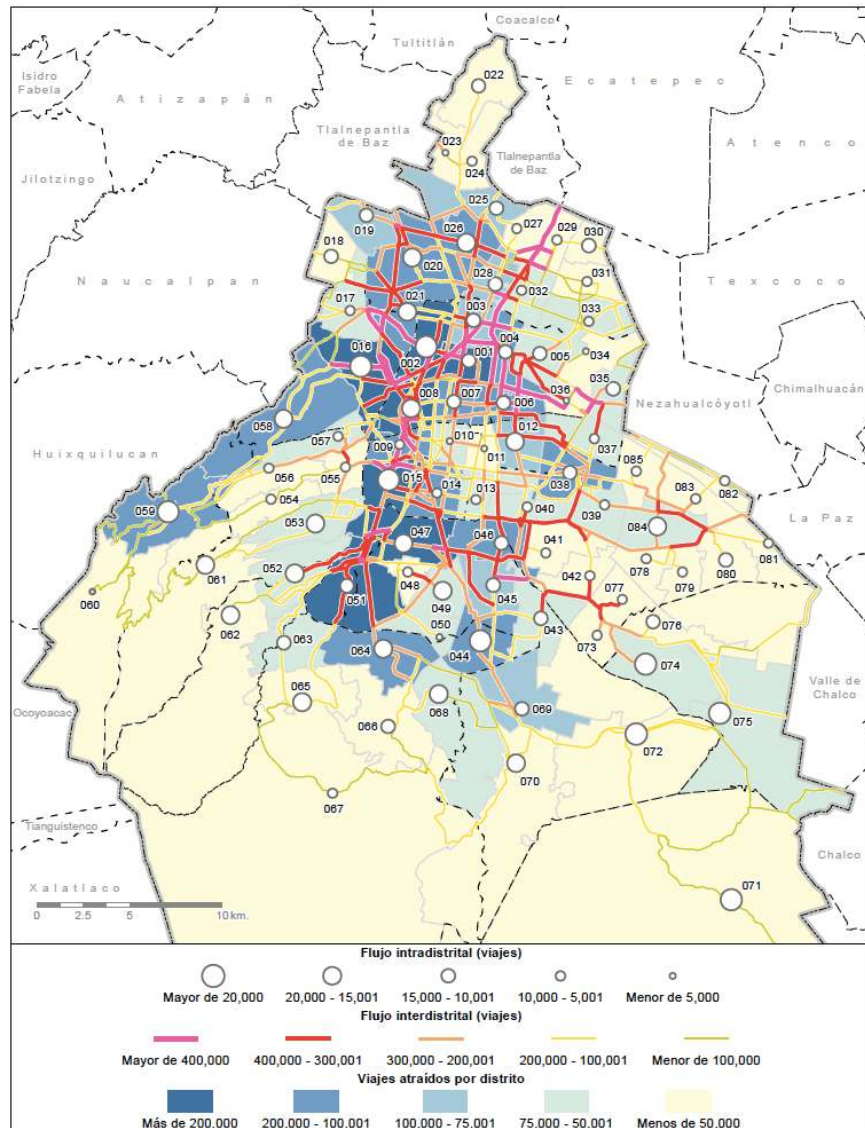 Coacalco
Tultitlán
Isidro
Fabela
Ecatepec
022
Atizapán
Tlalnepantla
de Baz
023
Tlalnepantla
de Baz
Atenco
024
Jilotzingo
025
019
026
027
029
030
018
020
028
031
Naucalpan
Texcoco
021
032
017
003
033
004
016
002
001
005
034
035
036
Chimalhuacán
008
007
006
Nezahualcóyotl
058
012
057
009
010
011
037
Huixquilucan
056
055
015
038
085
082
054
014
013
083
059
040
039
053
084
La Paz
047
046
041
081
061
052
048
078
080
042
079
060
051
049
045
077
062
050
043
076
063
064
044
073
074
Valle de
Chalco
065
068
Ocoyoacac
069
075
066
072
070
067
Tianguistenco
Chalco
Xalatlaco
071
0 2.5 5 10 km.
Flujo intradistrital (viajes)
Mayor de 20,000 20,000 - 15,001 15,000 - 10,001 10,000 - 5,001 Menor de 5,000
Flujo interdistrital (viajes)
Mayor de 400,000 400,000 - 300,001 300,000 - 200,001 200,000 - 100,001 Menor de 100,000
Viajes atraídos por distrito
Más de 200,000 200,000 - 100,001 100,000 - 75,001 75,000 - 50,001 Menos de 50,000